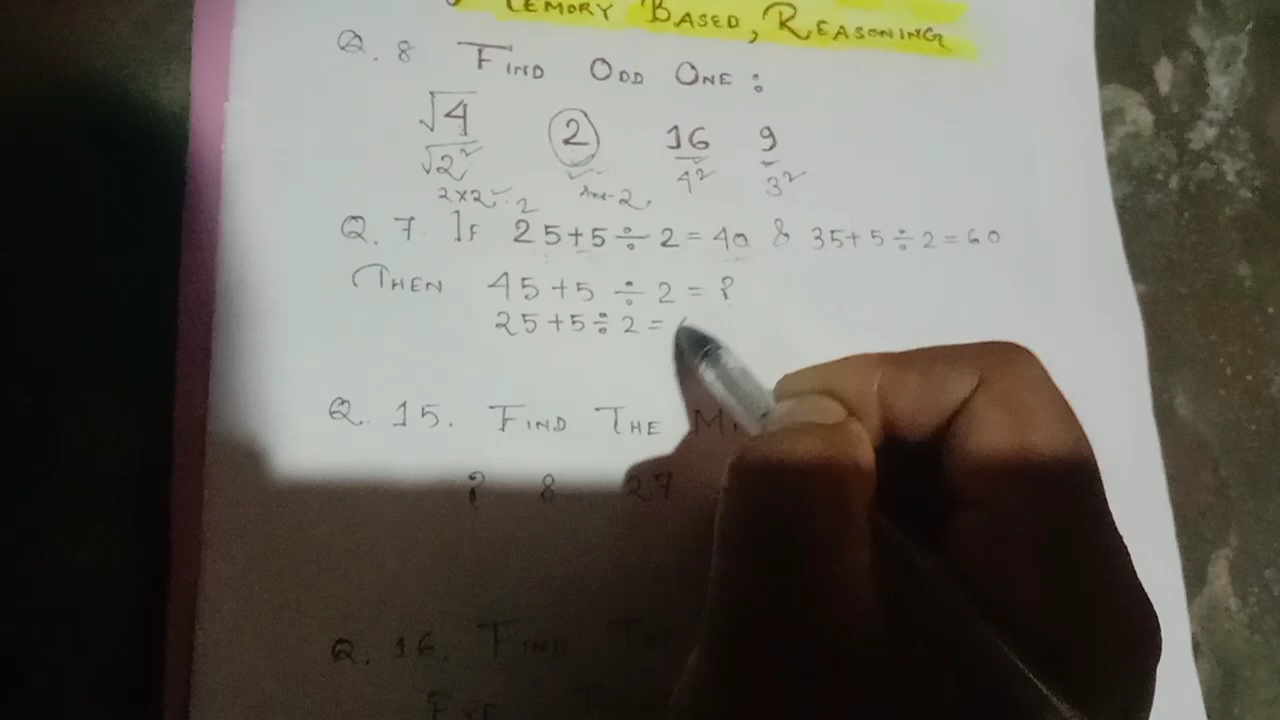 BASED, REASONING
Q. 8 FIND ODD ONE :
√4 2 16 9
√2² 4² 3²
2×2 2 Ans-2.
Q. 7. IF 25+5÷2=40 & 35+5÷2=60
THEN 45+5÷2=?
25+5÷2=
Q. 15. FIND THE
? 8 27
Q. 16. FIND